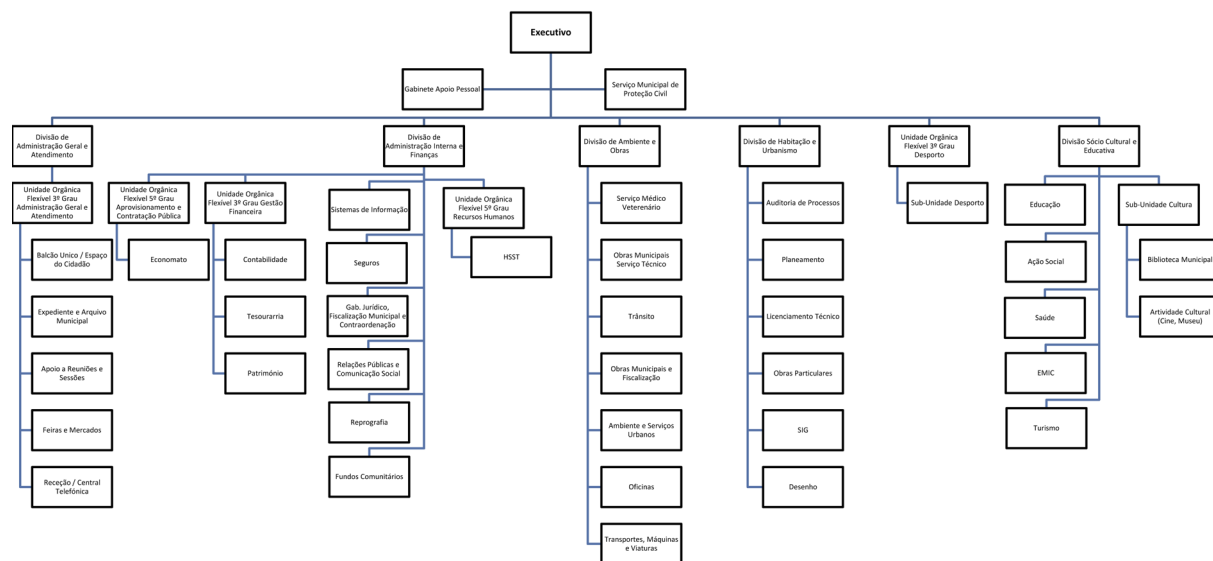 Executivo
Gabinete Apoio Pessoal
Serviço Municipal de
Proteção Civil
Divisão de
Administração Geral e
Atendimento
Divisão de
Administração Interna e
Finanças
Divisão de Ambiente e
Obras
Divisão de Habitação e
Urbanismo
Unidade Orgânica
Flexível 3º Grau
Desporto
Divisão Sócio Cultural e
Educativa
Unidade Orgânica
Flexível 3º Grau
Administração Geral e
Atendimento
Balcão Unico / Espaço
do Cidadão
Expediente e Arquivo
Municipal
Apoio a Reuniões e
Sessões
Feiras e Mercados
Receção / Central
Telefónica
Unidade Orgânica
Flexível 5º Grau
Aprovisionamento e
Contratação Pública
Economato
Unidade Orgânica
Flexível 3º Grau Gestão
Financeira
Contabilidade
Tesourarria
Património
Sistemas de Informação
Seguros
Gab. Jurídico,
Fiscalização Municipal e
Contraordenação
Relações Públicas e
Comunicação Social
Reprografia
Fundos Comunitários
Unidade Orgânica
Flexível 5º Grau
Recursos Humanos
HSST
Serviço Médico
Veterenário
Obras Municipais
Serviço Técnico
Trânsito
Obras Municipais e
Fiscalização
Ambiente e Serviços
Urbanos
Oficinas
Transportes, Máquinas
e Viaturas
Auditoria de Processos
Planeamento
Licenciamento Técnico
Obras Particulares
SIG
Desenho
Sub-Unidade Desporto
Educação
Ação Social
Saúde
EMIC
Turismo
Sub-Unidade Cultura
Biblioteca Municipal
Artividade Cultural
(Cine, Museu)